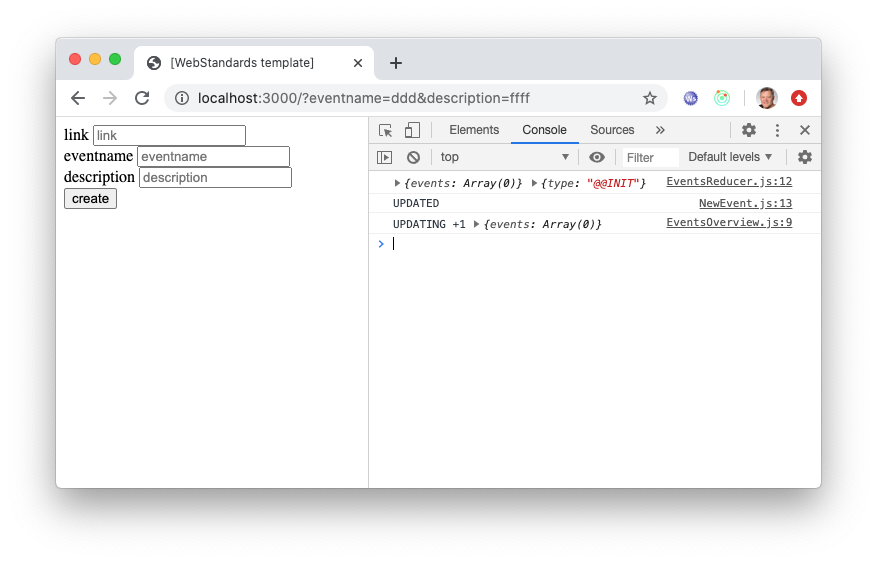 [WebStandards template]
localhost:3000/?eventname=ddd&description=ffff
Ws
link link
eventname eventname
description description
create
Elements Console Sources »
top Filter Default levels
{events: Array(0)} {type: "@@INIT"} EventsReducer.js:12
UPDATED NewEvent.js:13
UPDATING +1 {events: Array(0)} EventsOverview.js:9